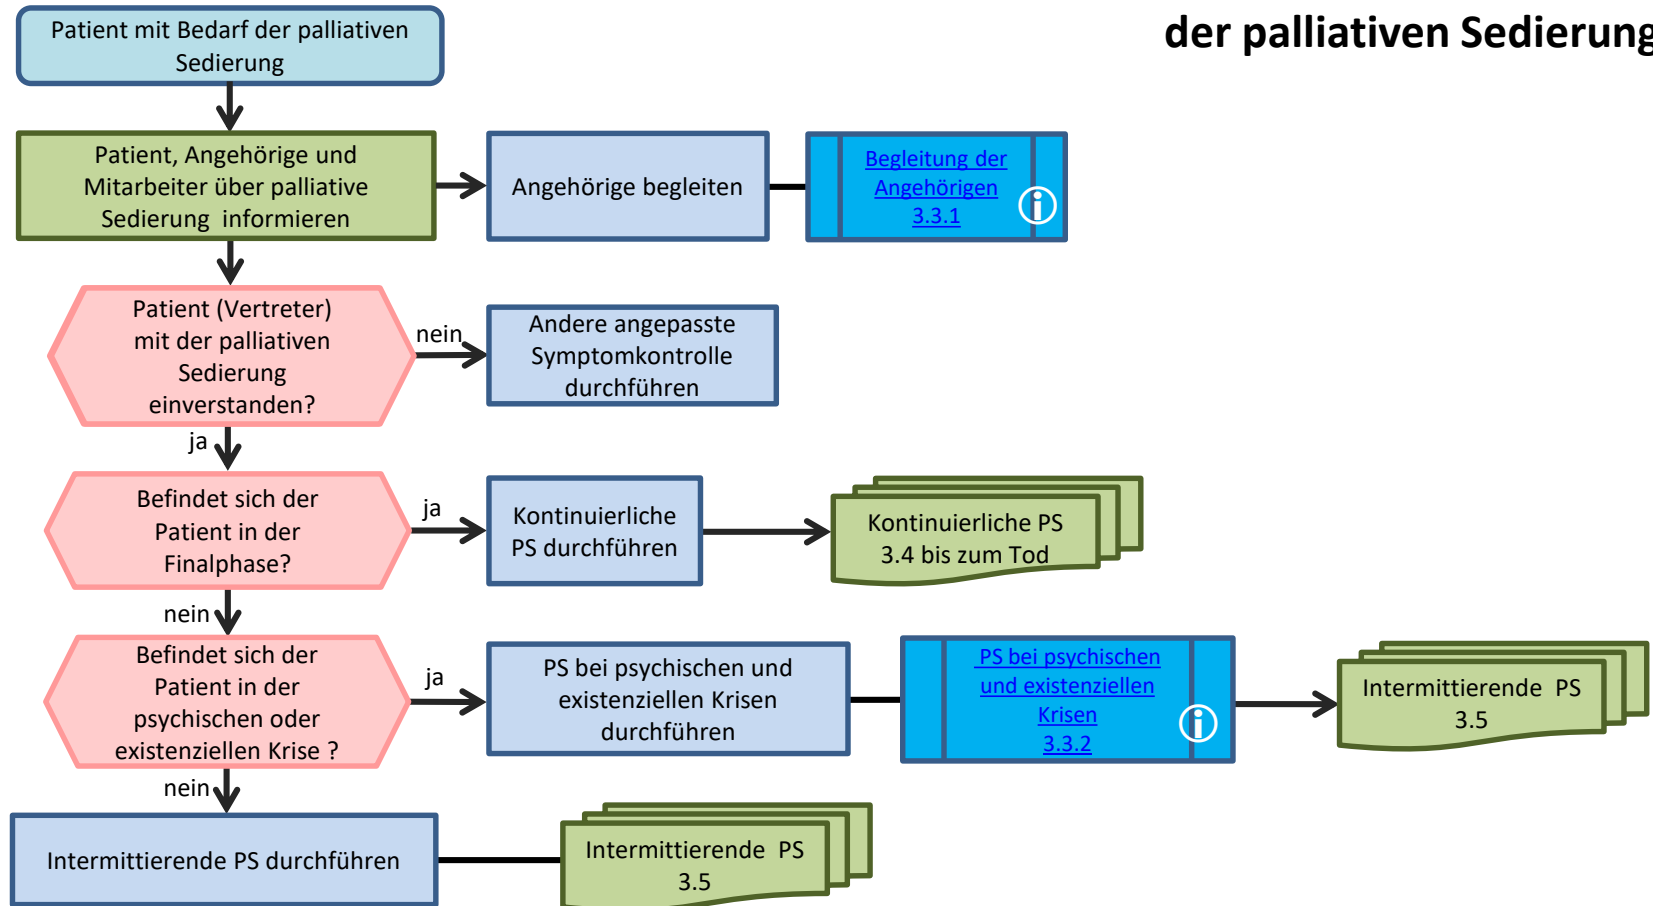 der palliativen Sedierung
Patient mit Bedarf der palliativen
Sedierung
Patient, Angehörige und
Mitarbeiter über palliative
Sedierung informieren
Angehörige begleiten
Begleitung der
Angehörigen
3.3.1
Patient (Vertreter)
mit der palliativen
Sedierung
einverstanden?
nein
Andere angepasste
Symptomkontrolle
durchführen
ja
Befindet sich der
Patient in der
Finalphase?
ja
Kontinuierliche
PS durchführen
Kontinuierliche PS
3.4 bis zum Tod
nein
Befindet sich der
Patient in der
psychischen oder
existenziellen Krise ?
ja
PS bei psychischen und
existenziellen Krisen
durchführen
PS bei psychischen
und existenziellen
Krisen
3.3.2
Intermittierende PS
3.5
nein
Intermittierende PS durchführen
Intermittierende PS
3.5